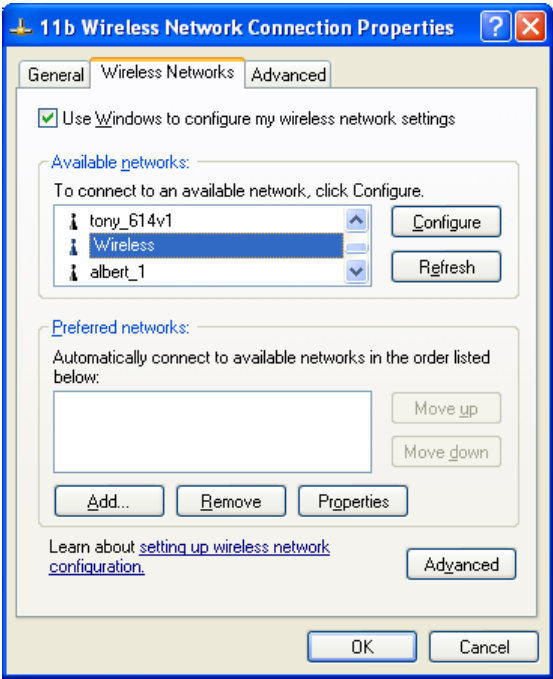 11b Wireless Network Connection Properties
General Wireless Networks Advanced
Use Windows to configure my wireless network settings
Available networks:
To connect to an available network, click Configure.
tony_614v1
Wireless
albert_1
Configure
Refresh
Preferred networks:
Automatically connect to available networks in the order listed
below:
Move up
Move down
Add... Remove Properties
Learn about setting up wireless network
configuration.
Advanced
OK Cancel